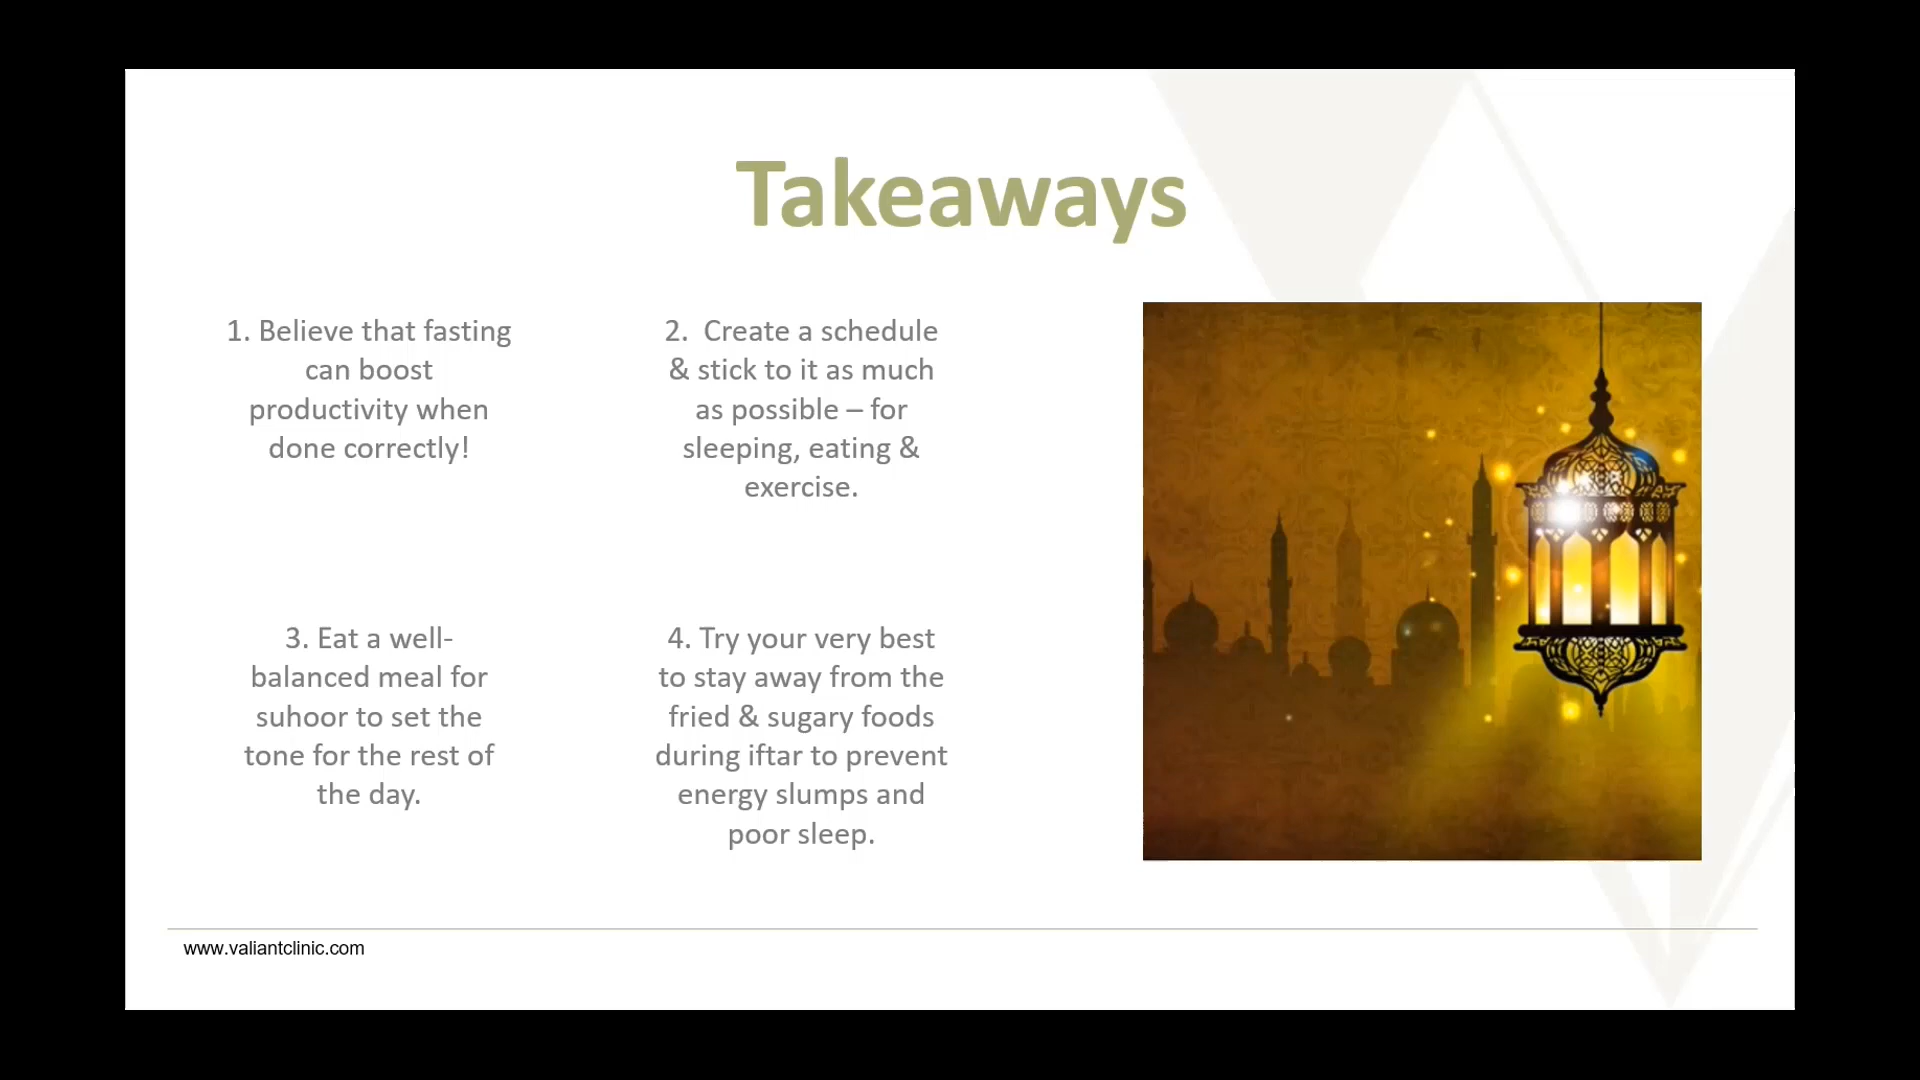 Takeaways
1. Believe that fasting
can boost
productivity when
done correctly!
2.  Create a schedule
& stick to it as much
as possible – for
sleeping, eating &
exercise.
3. Eat a well-
balanced meal for
suhoor to set the
tone for the rest of
the day.
4. Try your very best
to stay away from the
fried & sugary foods
during iftar to prevent
energy slumps and
poor sleep.
www.valiantclinic.com